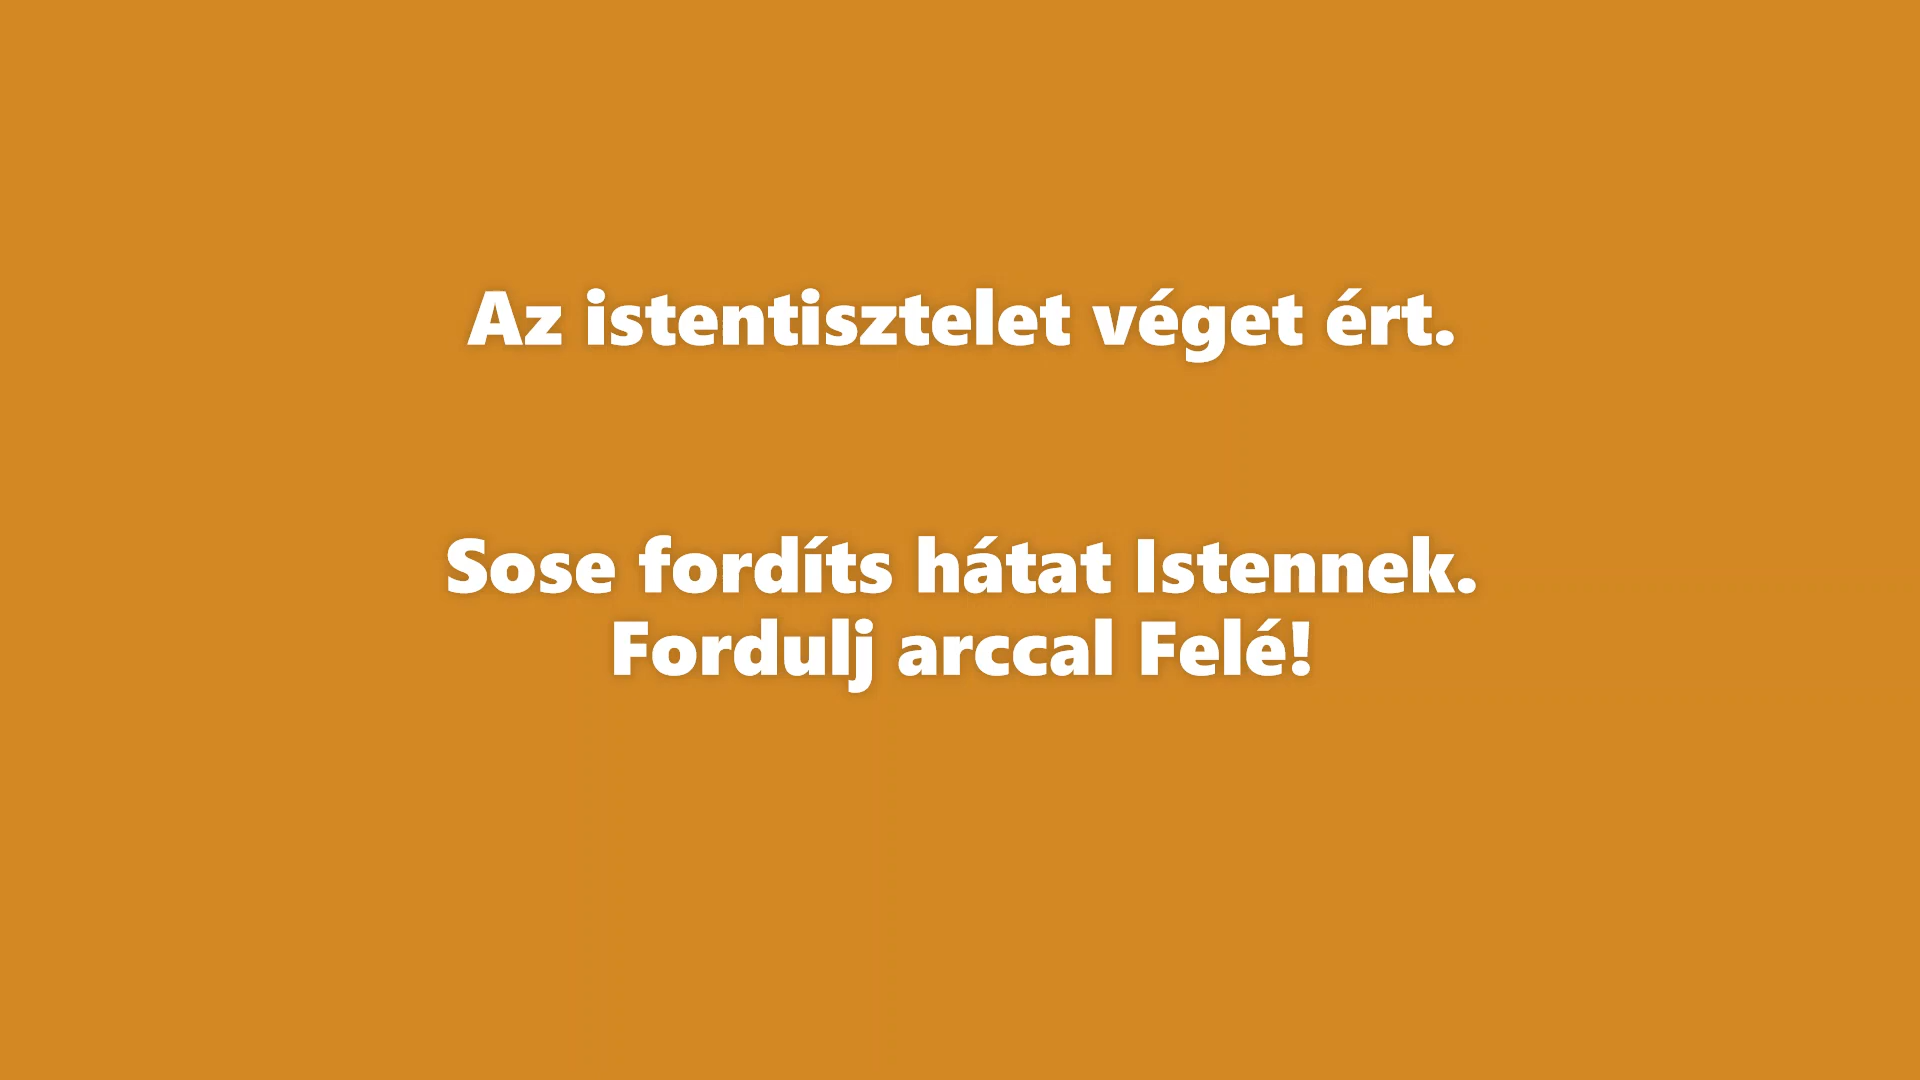 Az istentisztelet véget ért.
Sose fordíts hátat Istennek.
Fordulj arccal Felé!